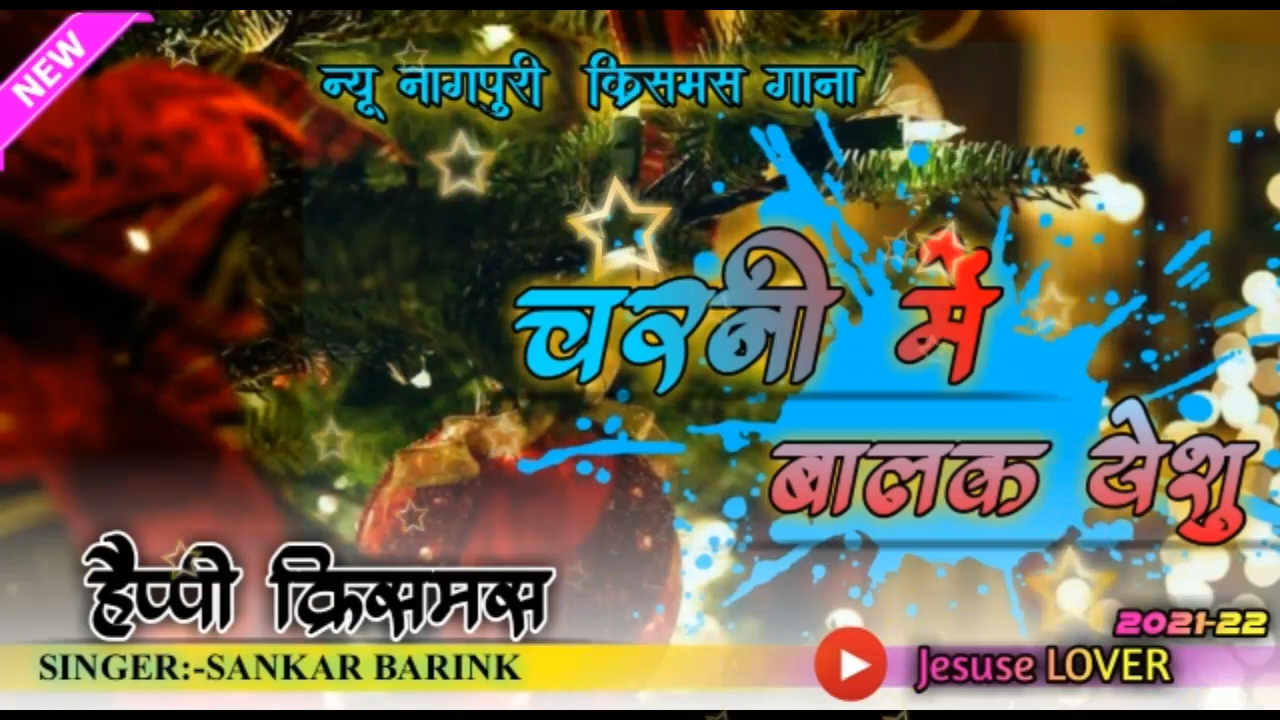 NEW
न्यू नागपुरी क्रिसमस गाना
चरनी में
बालक येशु
हैप्पी क्रिसमस
2021-22
SINGER:-SANKAR BARINK
Jesuse LOVER